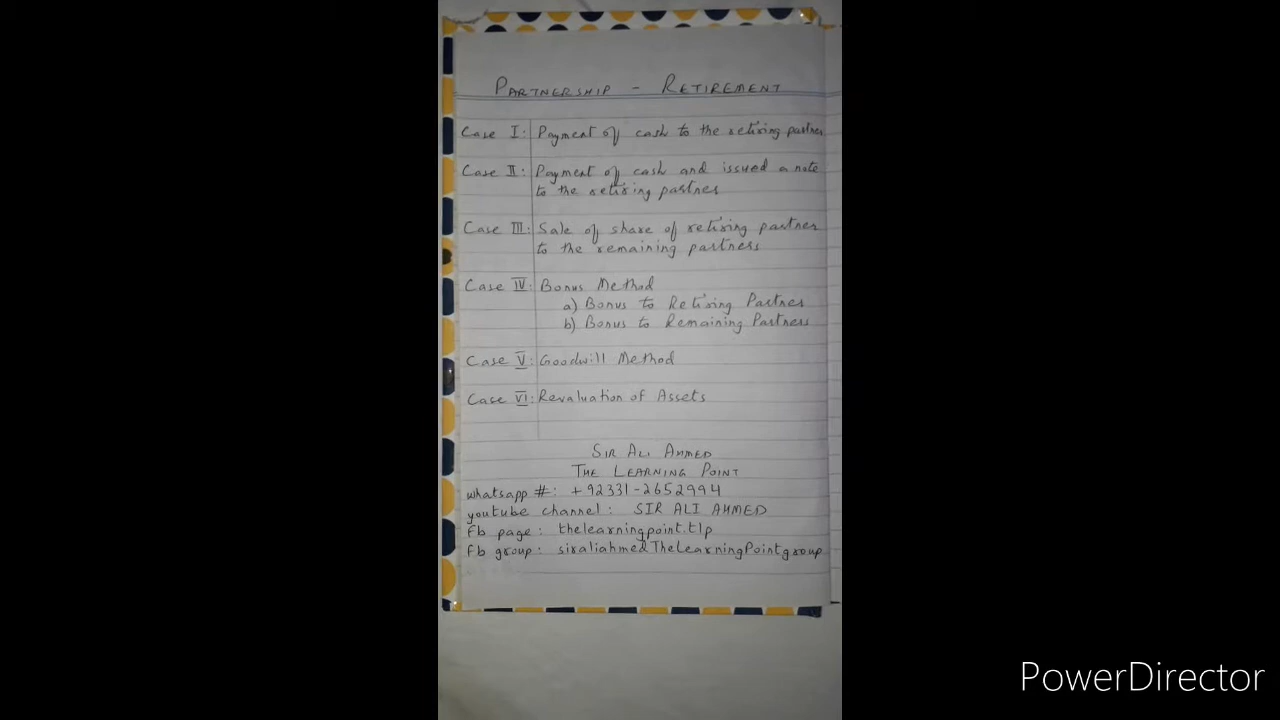 PARTNERSHIP - RETIREMENT
Case I: Payment of cash to the retiring partner
Case II: Payment of cash and issued a note
to the retiring partner
Case III: Sale of share of retiring partner
to the remaining partners
Case IV: Bonus Method
a) Bonus to Retiring Partner
b) Bonus to Remaining Partners
Case V: Goodwill Method
Case VI: Revaluation of Assets
SIR ALI AHMED
THE LEARNING POINT
whatsapp #: +92331-2652994
youtube channel: SIR ALI AHMED
Fb page: thelearningpoint.tlp
Fb group: siraliahmedTheLearningPointgroup
PowerDirector